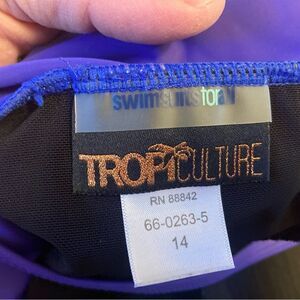 swimsuitsforall
TROPICULTURE
RN 88842
66-0263-5
14